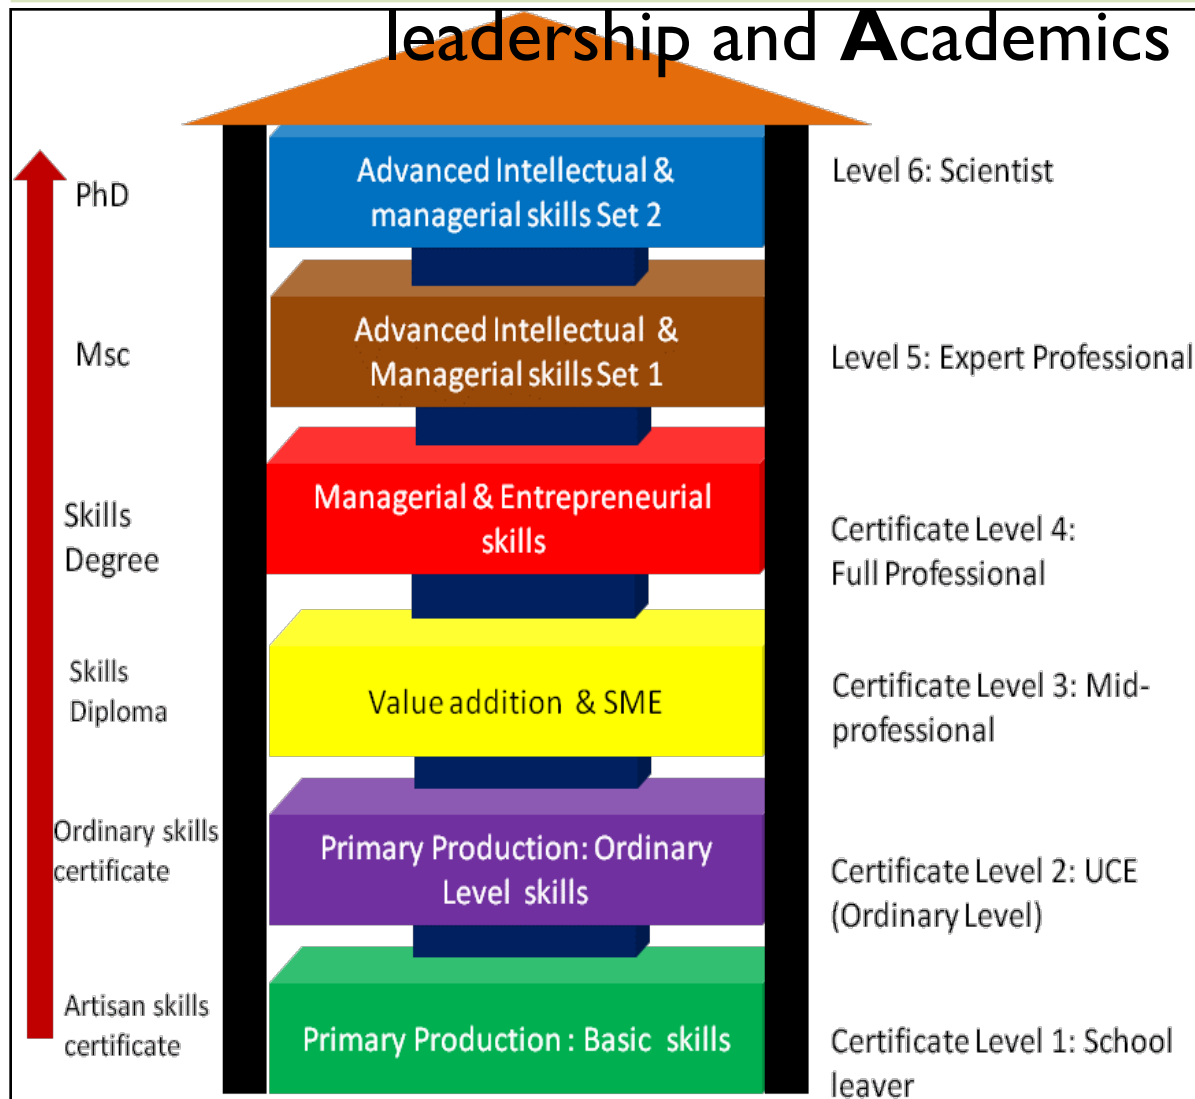 leadership and Academics
PhD
Advanced Intellectual &
managerial skills Set 2
Level 6: Scientist
Msc
Advanced Intellectual &
Managerial skills Set 1
Level 5: Expert Professional
Skills
Degree
Managerial & Entrepreneurial
skills
Certificate Level 4:
Full Professional
Skills
Diploma
Value addition & SME
Certificate Level 3: Mid-
professional
Ordinary skills
certificate
Primary Production: Ordinary
Level skills
Certificate Level 2: UCE
(Ordinary Level)
Artisan skills
certificate
Primary Production : Basic skills
Certificate Level 1: School
leaver